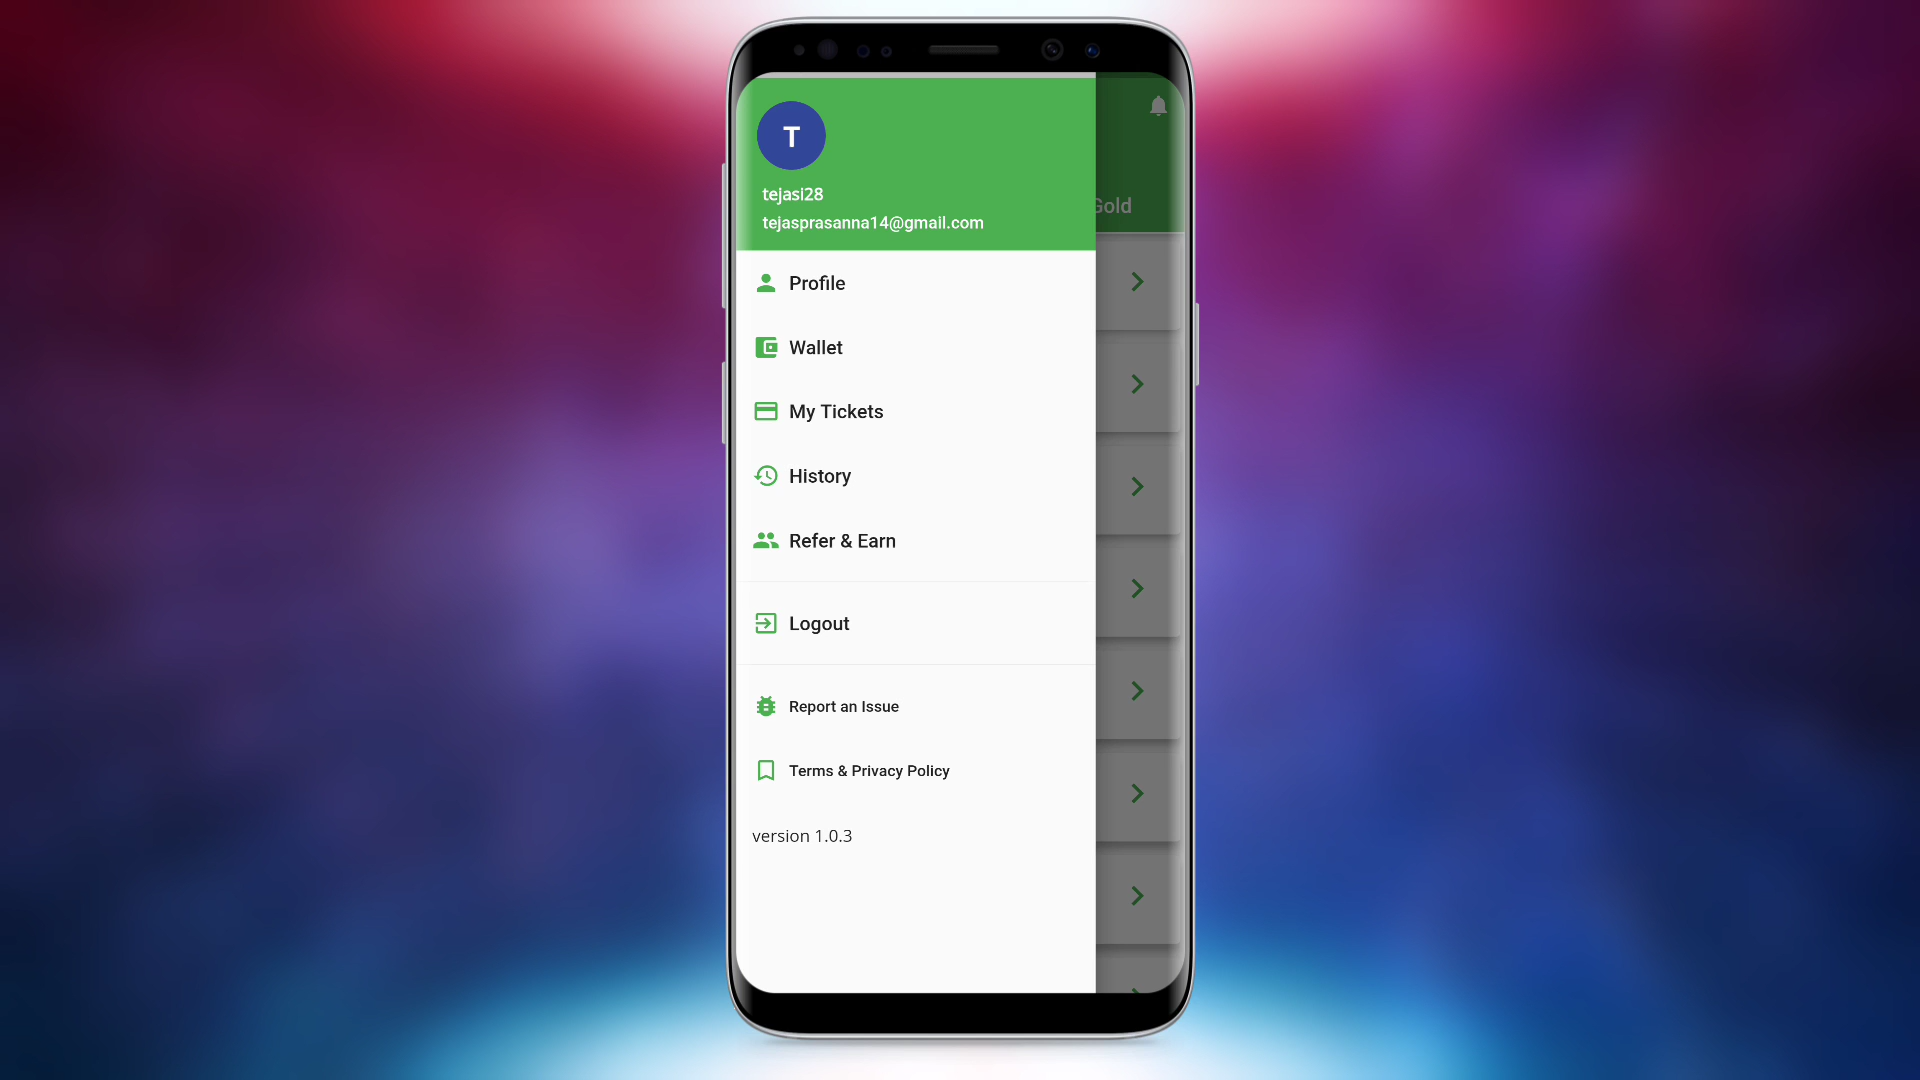 T
tejasi28
tejasprasanna14@gmail.com
Gold
Profile
Wallet
My Tickets
History
Refer & Earn
Logout
Report an Issue
Terms & Privacy Policy
version 1.0.3